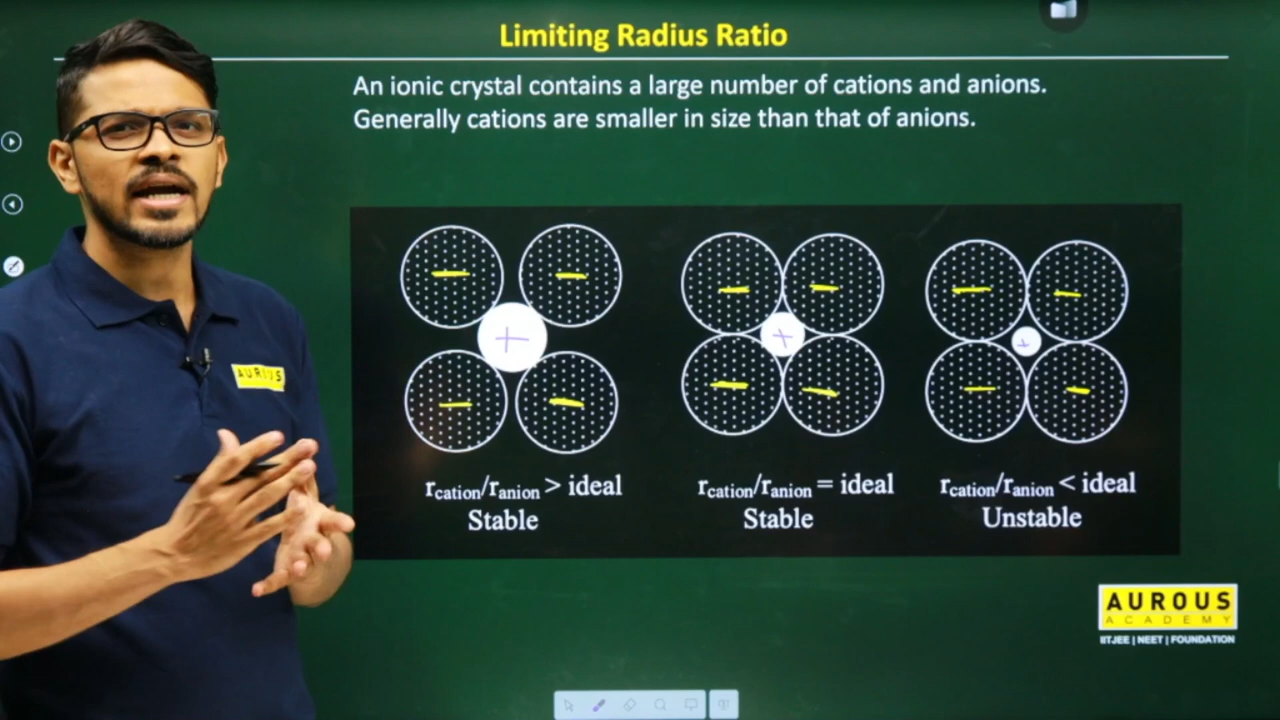 Limiting Radius Ratio
An ionic crystal contains a large number of cations and anions.
Generally cations are smaller in size than that of anions.
− − − − − −
+ + +
− − − − − −
rcation/ranion > ideal
Stable
rcation/ranion = ideal
Stable
rcation/ranion < ideal
Unstable
AUROUS
AUROUS
ACADEMY
IITJEE | NEET | FOUNDATION